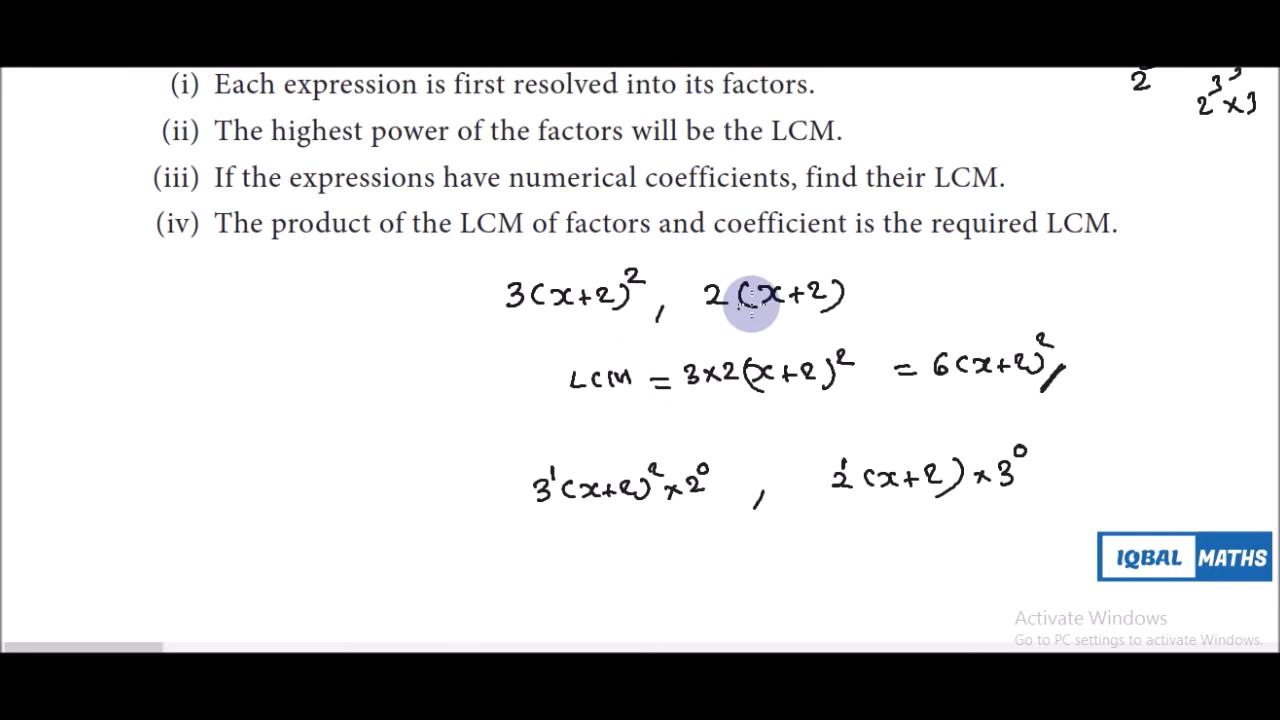 (i) Each expression is first resolved into its factors.
(ii) The highest power of the factors will be the LCM.
(iii) If the expressions have numerical coefficients, find their LCM.
(iv) The product of the LCM of factors and coefficient is the required LCM.
2³ × 3
3(x+2)², 2(x+2)
LCM = 3×2(x+2)² = 6(x+2)²
3¹(x+2)² × 2⁰ , 2¹(x+2) × 3⁰
IQBAL MATHS
Activate Windows
Go to PC settings to activate Windows.